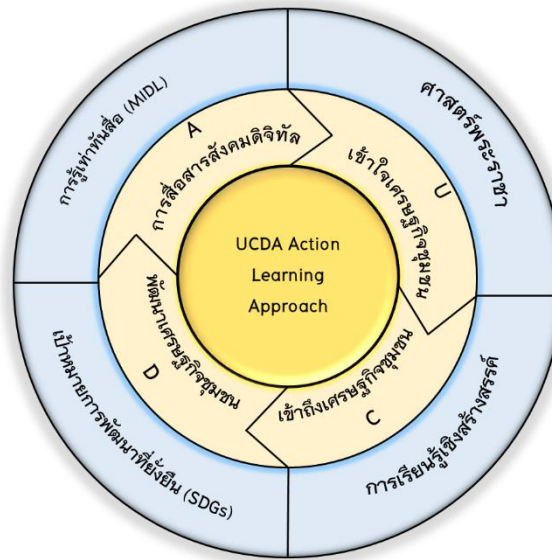 ศาสตร์พระราชา
การเรียนรู้เชิงสร้างสรรค์
เป้าหมายการพัฒนาที่ยั่งยืน (SDGs)
การรู้เท่าทันสื่อ (MIDL)
U
เข้าใจเศรษฐกิจชุมชน
C
เข้าถึงเศรษฐกิจชุมชน
D
พัฒนาเศรษฐกิจชุมชน
A
การสื่อสารสังคมดิจิทัล
UCDA Action
Learning
Approach